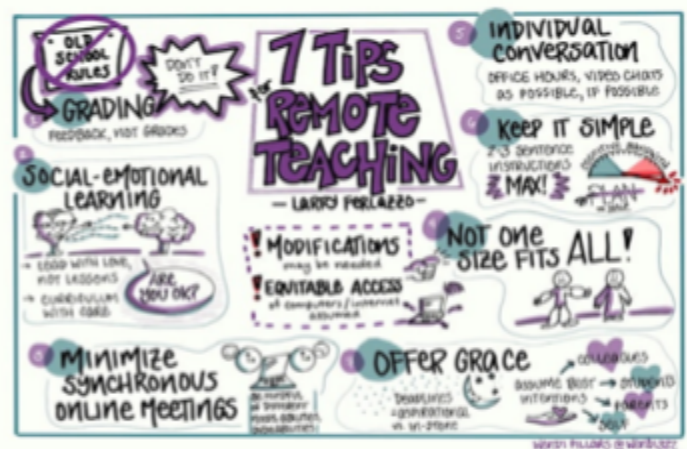 7 TIPS
for
REMOTE
TEACHING
- LARRY FERLAZZO -
OLD
SCHOOL
RULES
DON'T
DO IT!
GRADING
FEEDBACK, NOT GRADES
SOCIAL-EMOTIONAL
LEARNING
→ LEAD WITH LOVE,
NOT LESSONS
→ CURRICULUM
WITH CARE
ARE
YOU OK?
3
MINIMIZE
SYNCHRONOUS
ONLINE MEETINGS
! MODIFICATIONS
may be needed
! EQUITABLE ACCESS
of computers/internet
assumed
OFFER GRACE
DEADLINES
ASSUME BEST
INTENTIONS
→ COLLEAGUES
→ STUDENTS
→ PARENTS
→ SELF
5
INDIVIDUAL
CONVERSATION
OFFICE HOURS, VIDEO CHATS
AS POSSIBLE, IF POSSIBLE
6
KEEP IT SIMPLE
2-3 SENTENCE
INSTRUCTIONS
MAX!
PLAN
NOT ONE
SIZE FITS ALL!